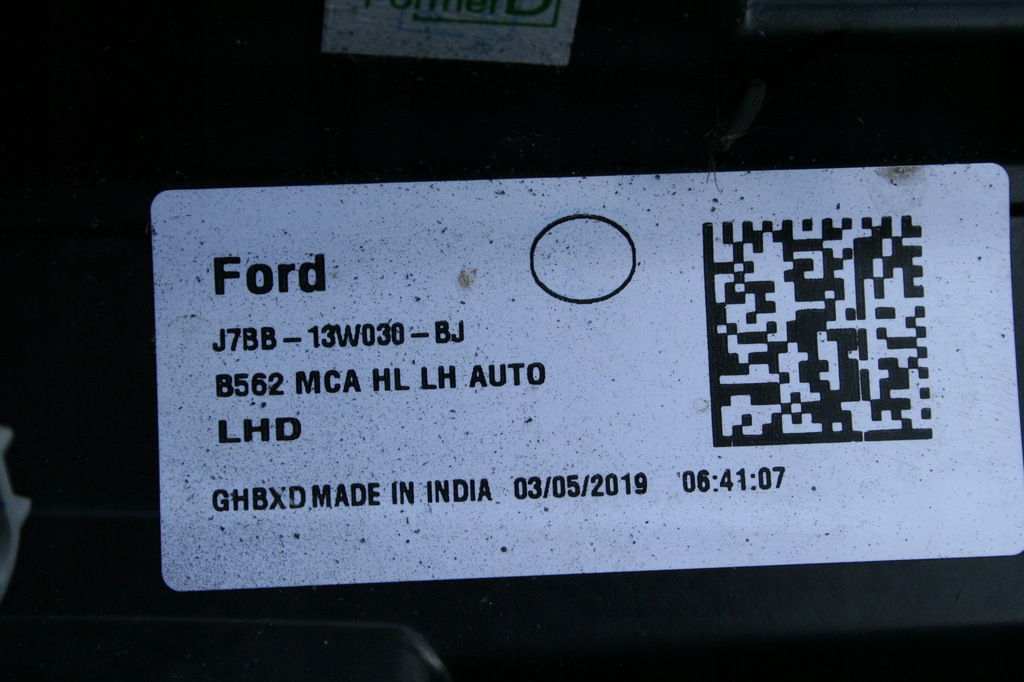 Ford
J7BB-13W030-BJ
B562 MCA HL LH AUTO
LHD
GHBXD MADE IN INDIA 03/05/2019 06:41:07